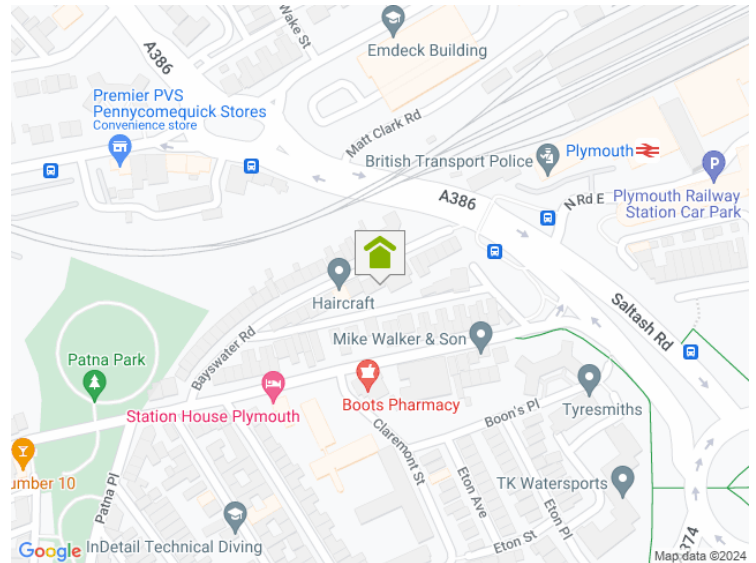 A386
Wake St
Emdeck Building
Premier PVS
Pennycomequick Stores
Convenience store
Matt Clark Rd
British Transport Police
Plymouth
P
Plymouth Railway
Station Car Park
A386
N Rd E
Haircraft
Saltash Rd
Bayswater Rd
Mike Walker & Son
Patna Park
Boots Pharmacy
Station House Plymouth
Boon's Pl
Tyresmiths
Claremont St
umber 10
Eton Ave
TK Watersports
Patna Pl
Eton Pl
Eton St
InDetail Technical Diving
374
Google
Map data ©2024